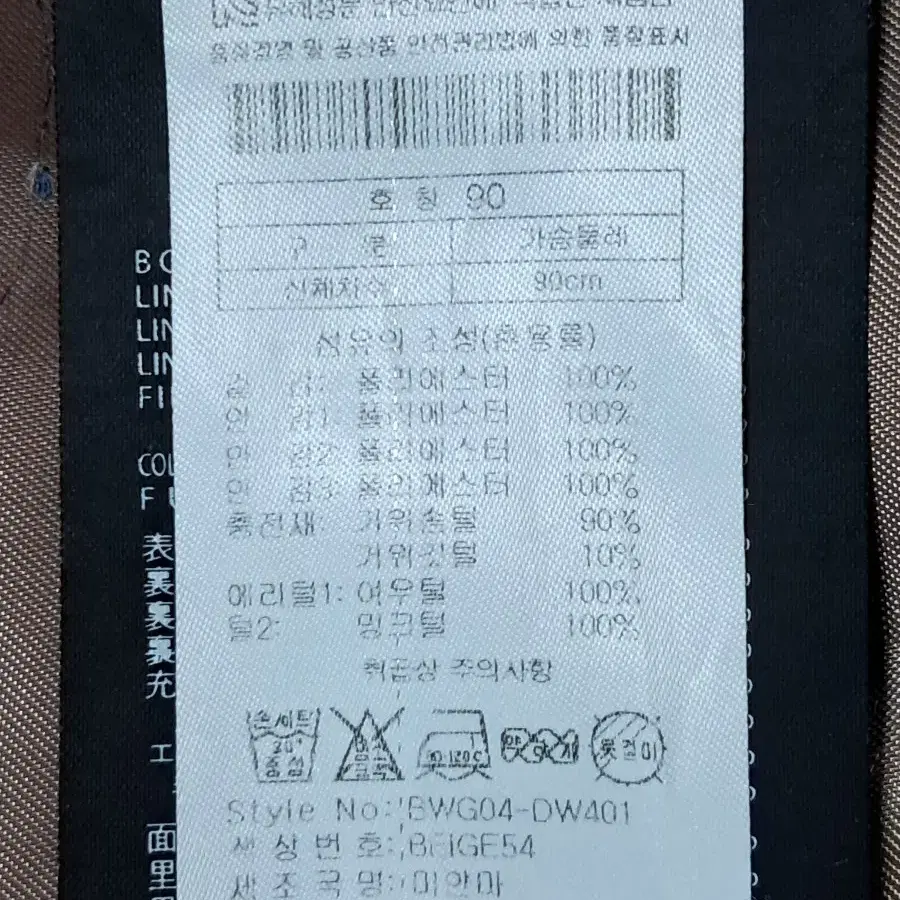 품질경영 및 공산품 안전관리법에 의한 품질표시
호 칭 90
구 분 가슴둘레
신체치수 90cm
섬유의 조성(혼용률)
겉 감: 폴리에스터 100%
안 감1: 폴리에스터 100%
안 감2: 폴리에스터 100%
안 감3: 폴리에스터 100%
충전재: 거위솜털 90%
거위깃털 10%
에리털1: 여우털 100%
털2: 밍크털 100%
취급상 주의사항
손세탁
옷걸이
Style No: BWG04-DW401
색 상 번 호: BEIGE54
제 조 국 명: 미얀마
LIN
LIN
LIN
COL
表
裏
裏
裏
充
面
里